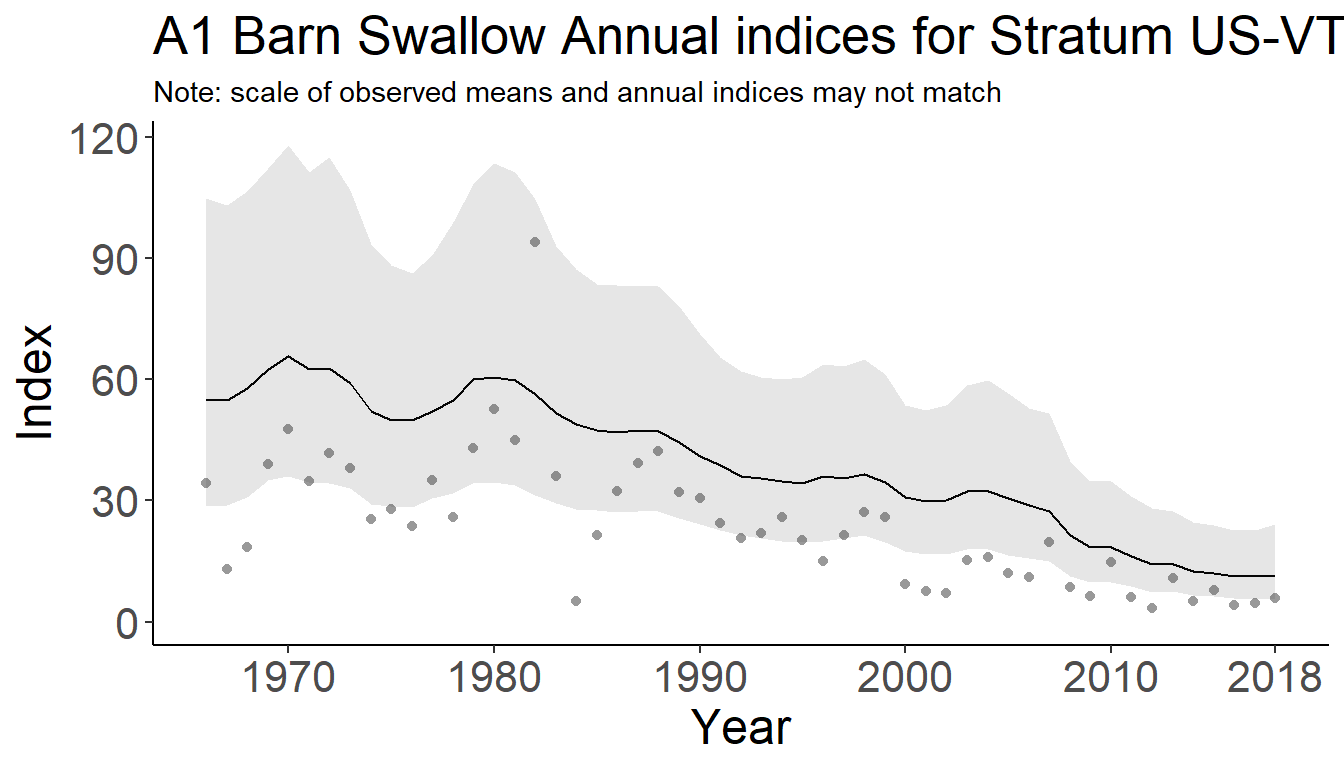 A1 Barn Swallow Annual indices for Stratum US-VT
Note: scale of observed means and annual indices may not match
120
90
60
30
0
Index
1970 1980 1990 2000 2010 2018
Year